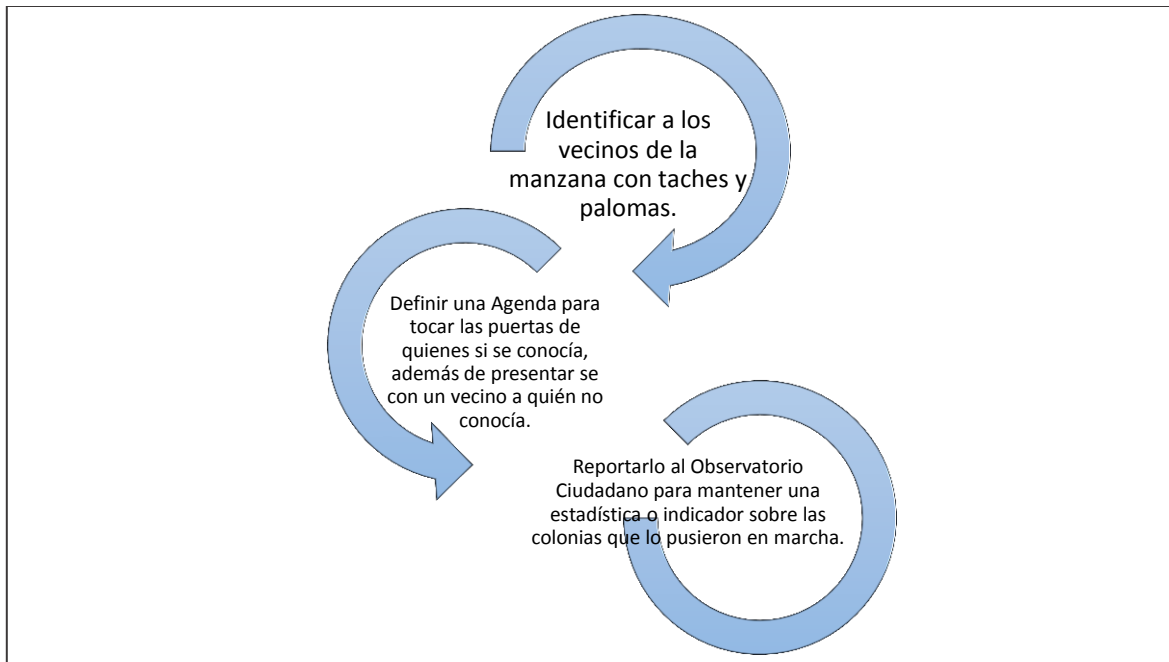 Identificar a los
vecinos de la
manzana con taches y
palomas.
Definir una Agenda para
tocar las puertas de
quienes si se conocía,
además de presentar se
con un vecino a quién no
conocía.
Reportarlo al Observatorio
Ciudadano para mantener una
estadística o indicador sobre las
colonias que lo pusieron en marcha.